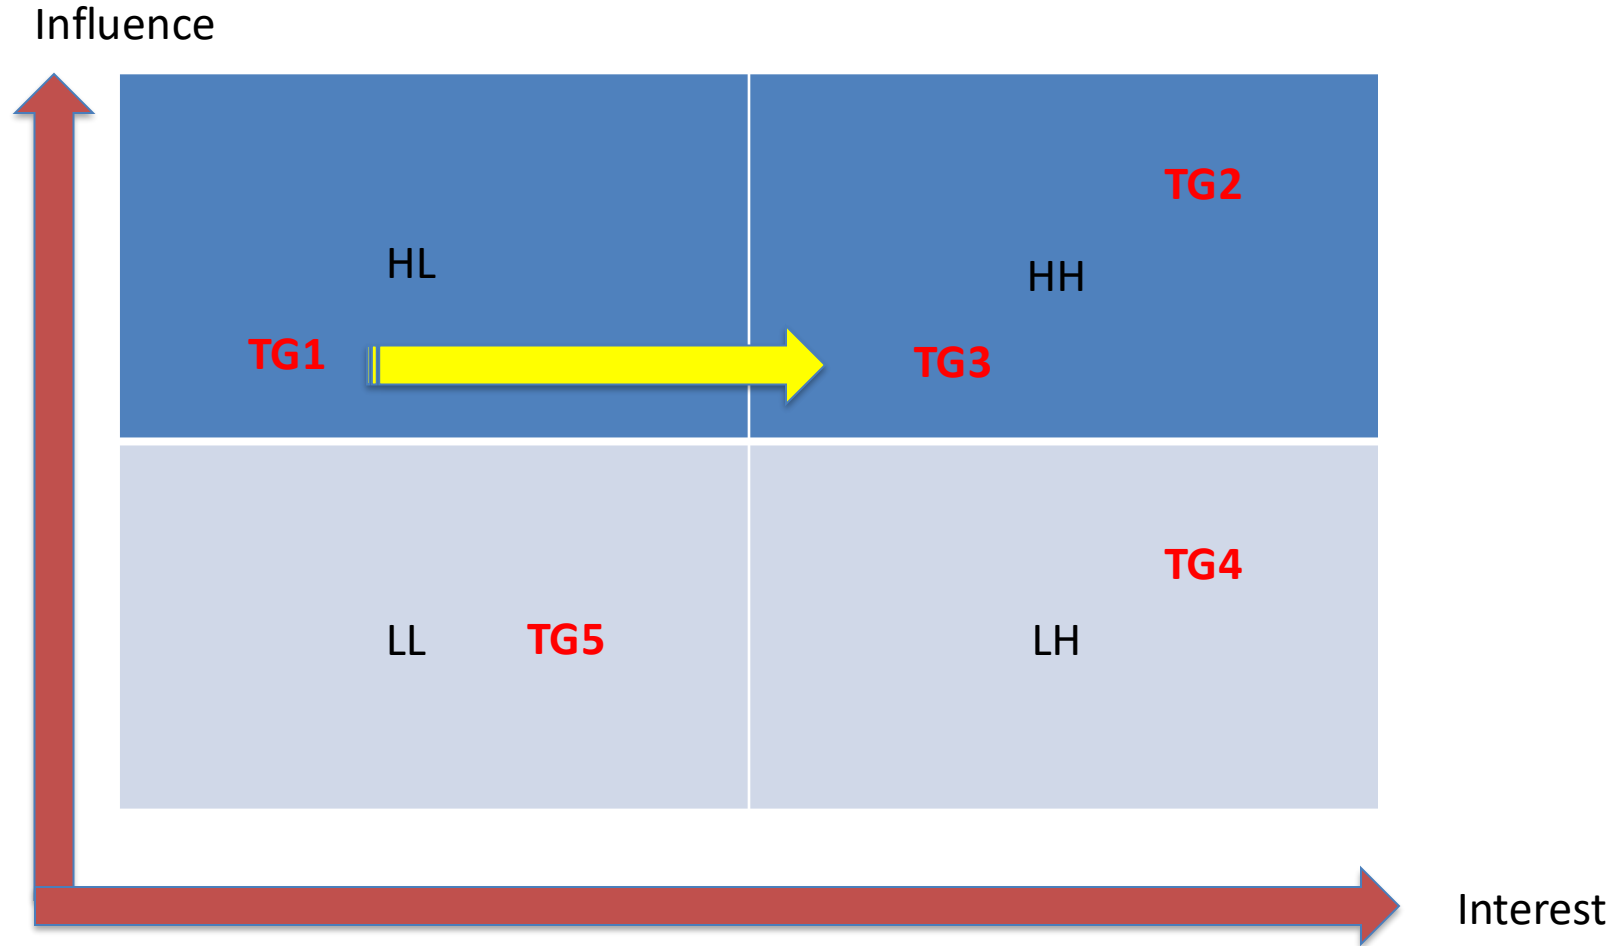 Influence
TG2
HL
HH
TG1
TG3
TG4
LL
TG5
LH
Interest